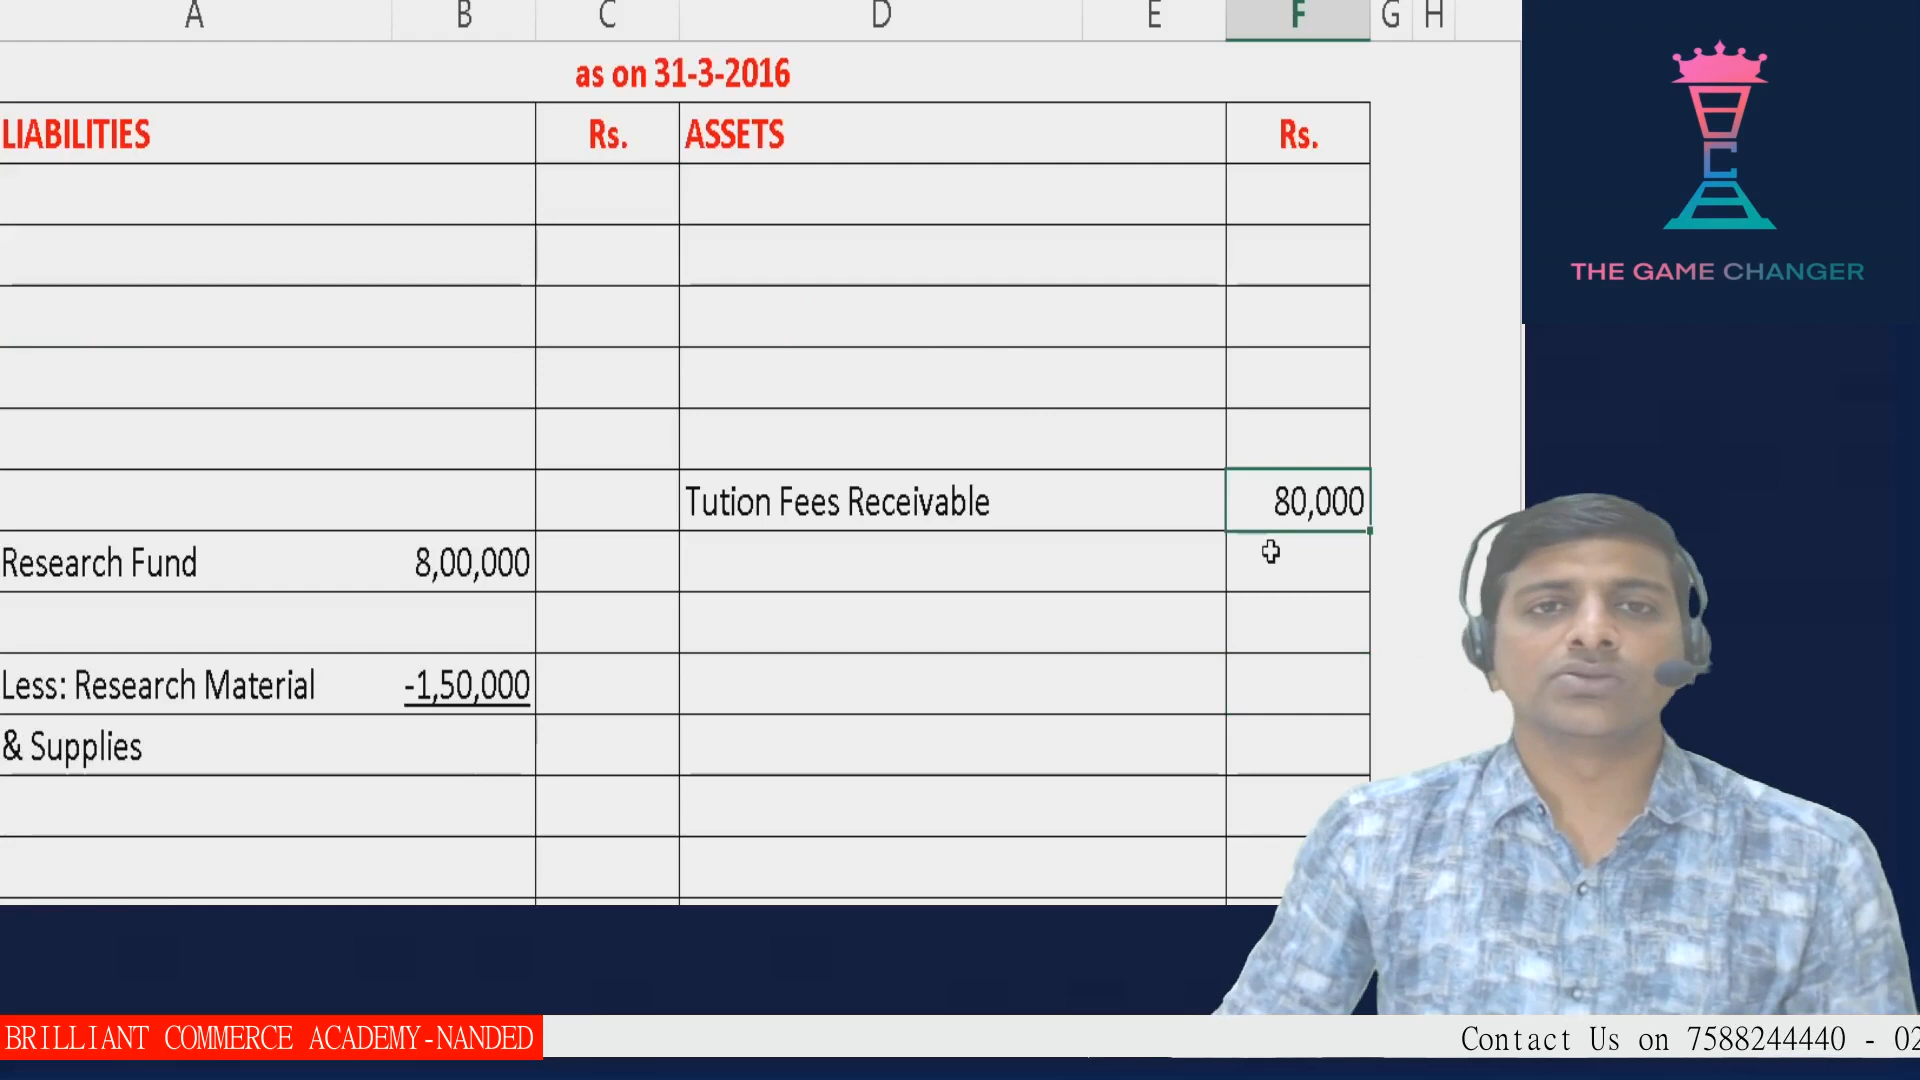 A B C D E F G H
as on 31-3-2016
LIABILITIES Rs. ASSETS Rs.
Tution Fees Receivable 80,000
Research Fund 8,00,000
Less: Research Material -1,50,000
& Supplies
THE GAME CHANGER
BRILLIANT COMMERCE ACADEMY-NANDED
Contact Us on 7588244440 - 02